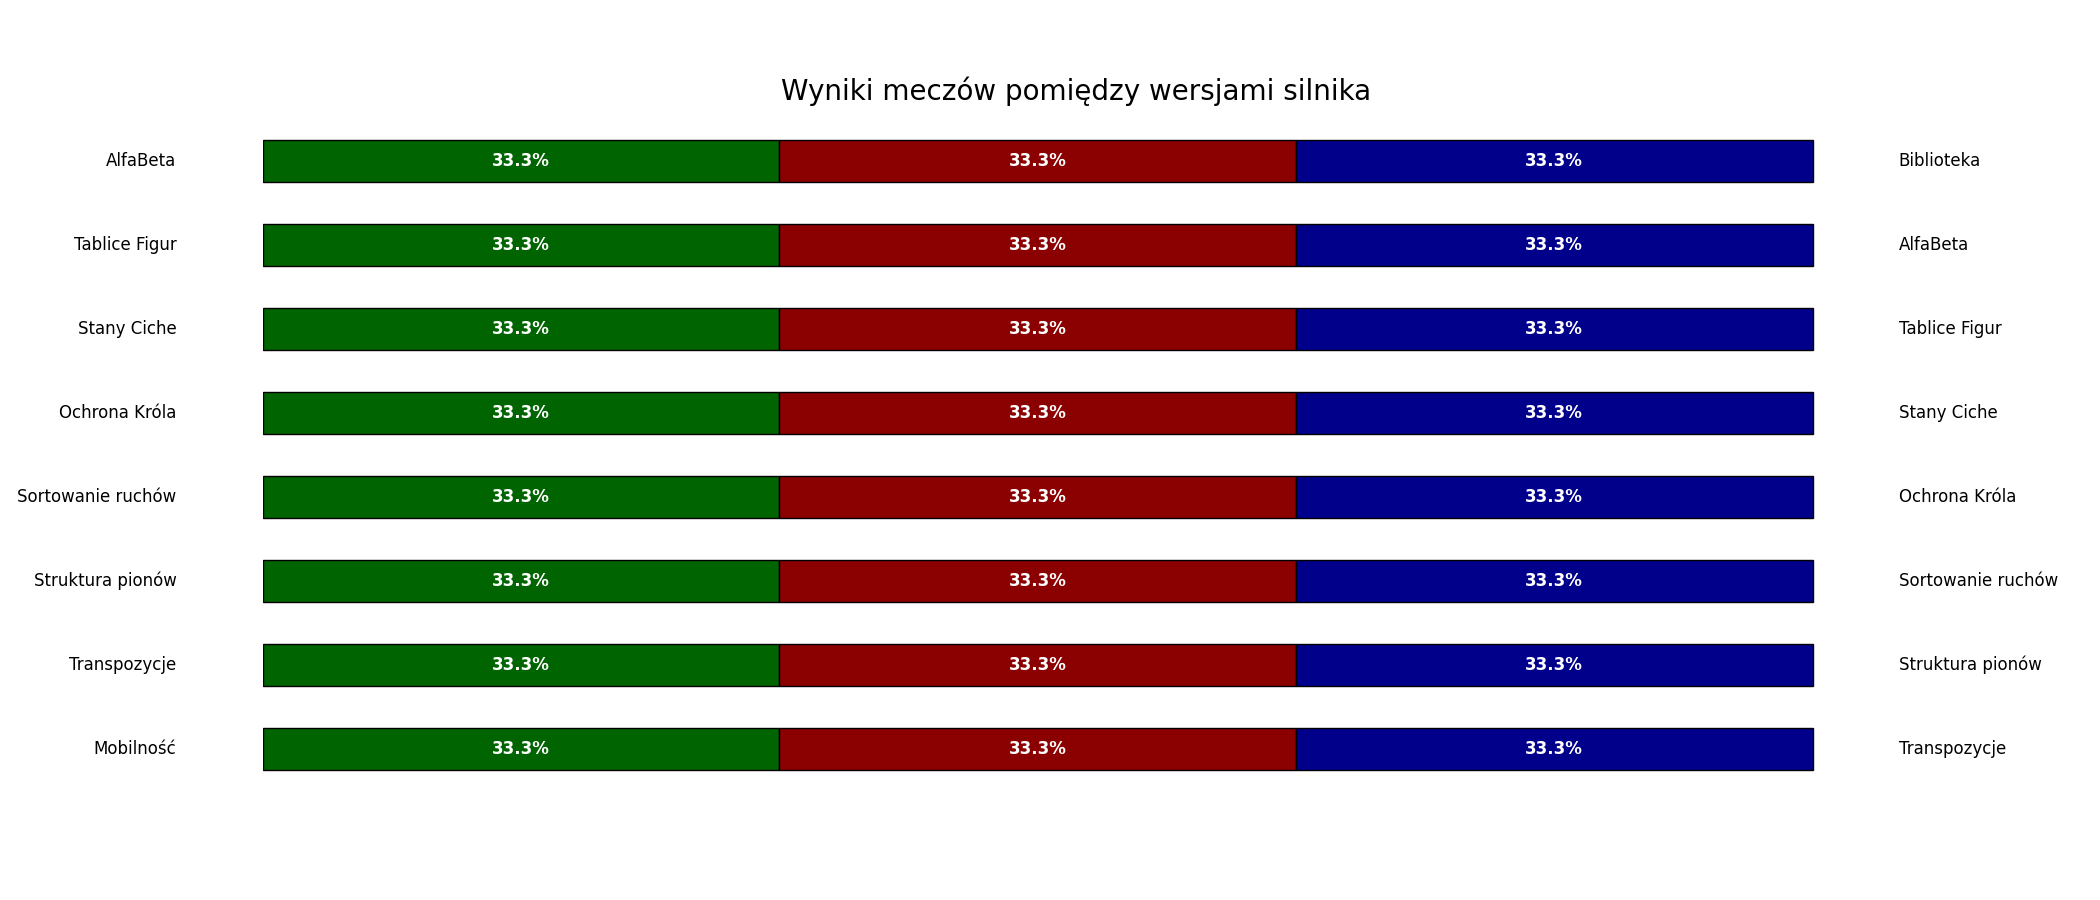 Wyniki meczów pomiędzy wersjami silnika
AlfaBeta 33.3% 33.3% 33.3% Biblioteka
Tablice Figur 33.3% 33.3% 33.3% AlfaBeta
Stany Ciche 33.3% 33.3% 33.3% Tablice Figur
Ochrona Króla 33.3% 33.3% 33.3% Stany Ciche
Sortowanie ruchów 33.3% 33.3% 33.3% Ochrona Króla
Struktura pionów 33.3% 33.3% 33.3% Sortowanie ruchów
Transpozycje 33.3% 33.3% 33.3% Struktura pionów
Mobilność 33.3% 33.3% 33.3% Transpozycje